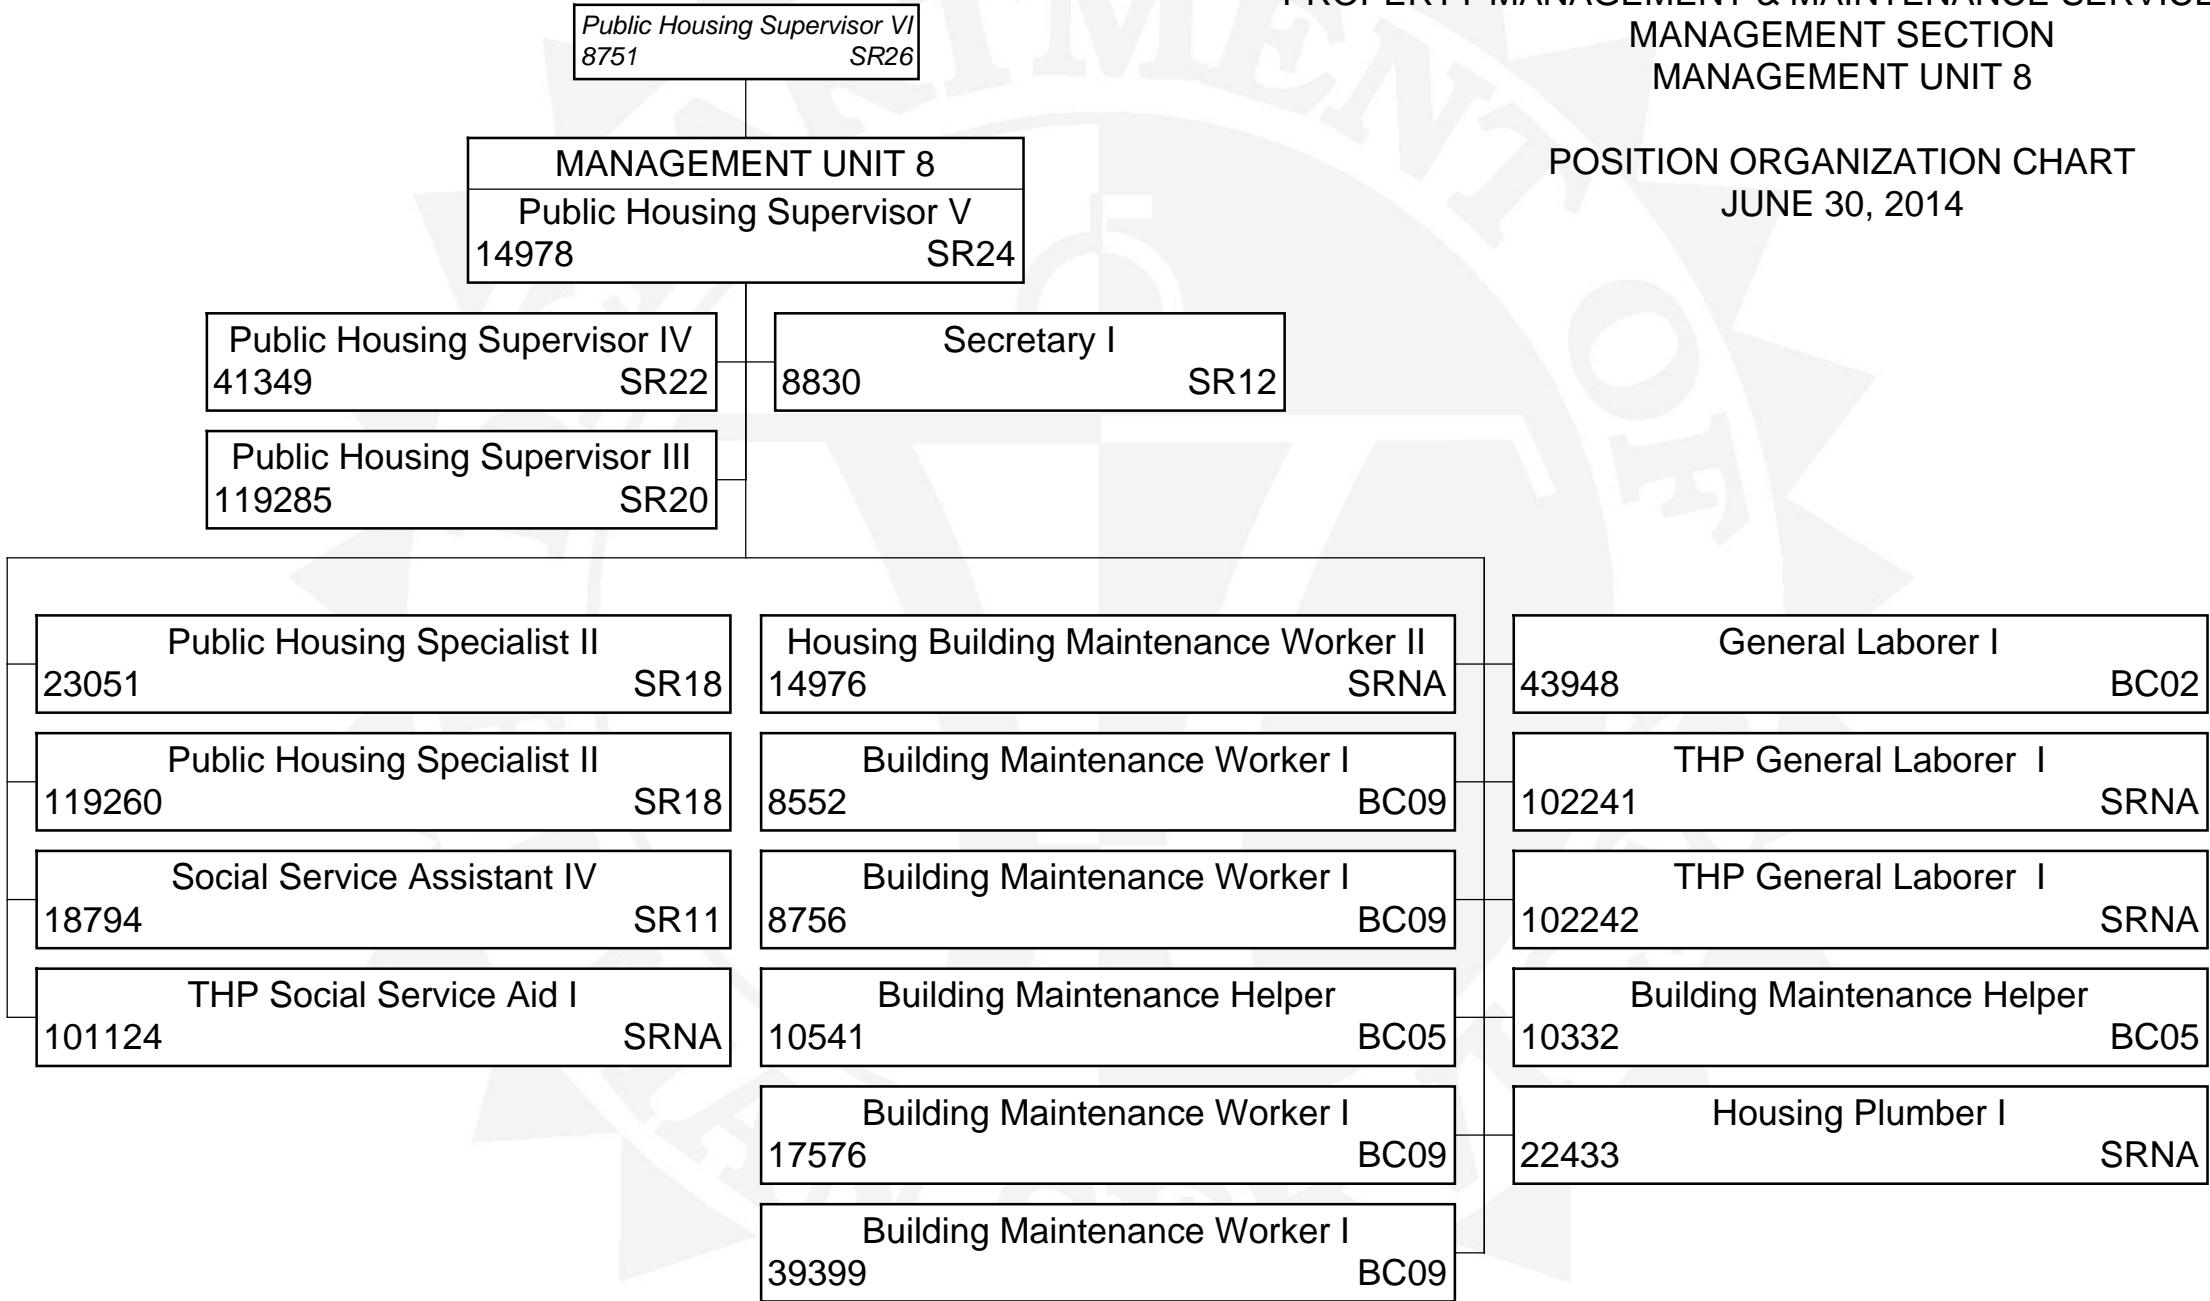 PROPERTY MANAGEMENT & MAINTENANCE SERVICE
MANAGEMENT SECTION
MANAGEMENT UNIT 8
POSITION ORGANIZATION CHART
JUNE 30, 2014
Public Housing Supervisor VI
8751 SR26
MANAGEMENT UNIT 8
Public Housing Supervisor V
14978 SR24
Public Housing Supervisor IV
41349 SR22
Secretary I
8830 SR12
Public Housing Supervisor III
119285 SR20
Public Housing Specialist II
23051 SR18
Public Housing Specialist II
119260 SR18
Social Service Assistant IV
18794 SR11
THP Social Service Aid I
101124 SRNA
Housing Building Maintenance Worker II
14976 SRNA
Building Maintenance Worker I
8552 BC09
Building Maintenance Worker I
8756 BC09
Building Maintenance Helper
10541 BC05
Building Maintenance Worker I
17576 BC09
Building Maintenance Worker I
39399 BC09
General Laborer I
43948 BC02
THP General Laborer I
102241 SRNA
THP General Laborer I
102242 SRNA
Building Maintenance Helper
10332 BC05
Housing Plumber I
22433 SRNA